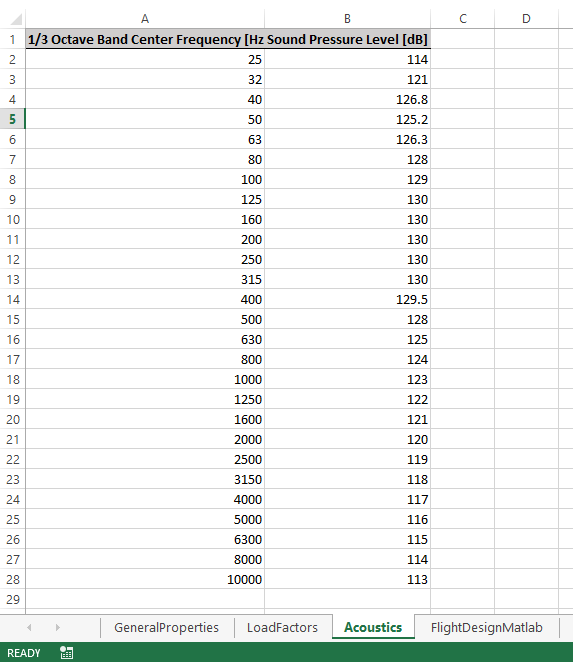 A B C D
1 1/3 Octave Band Center Frequency [Hz Sound Pressure Level [dB]
2 25 114
3 32 121
4 40 126.8
5 50 125.2
6 63 126.3
7 80 128
8 100 129
9 125 130
10 160 130
11 200 130
12 250 130
13 315 130
14 400 129.5
15 500 128
16 630 125
17 800 124
18 1000 123
19 1250 122
20 1600 121
21 2000 120
22 2500 119
23 3150 118
24 4000 117
25 5000 116
26 6300 115
27 8000 114
28 10000 113
29
GeneralProperties LoadFactors Acoustics FlightDesignMatlab
READY